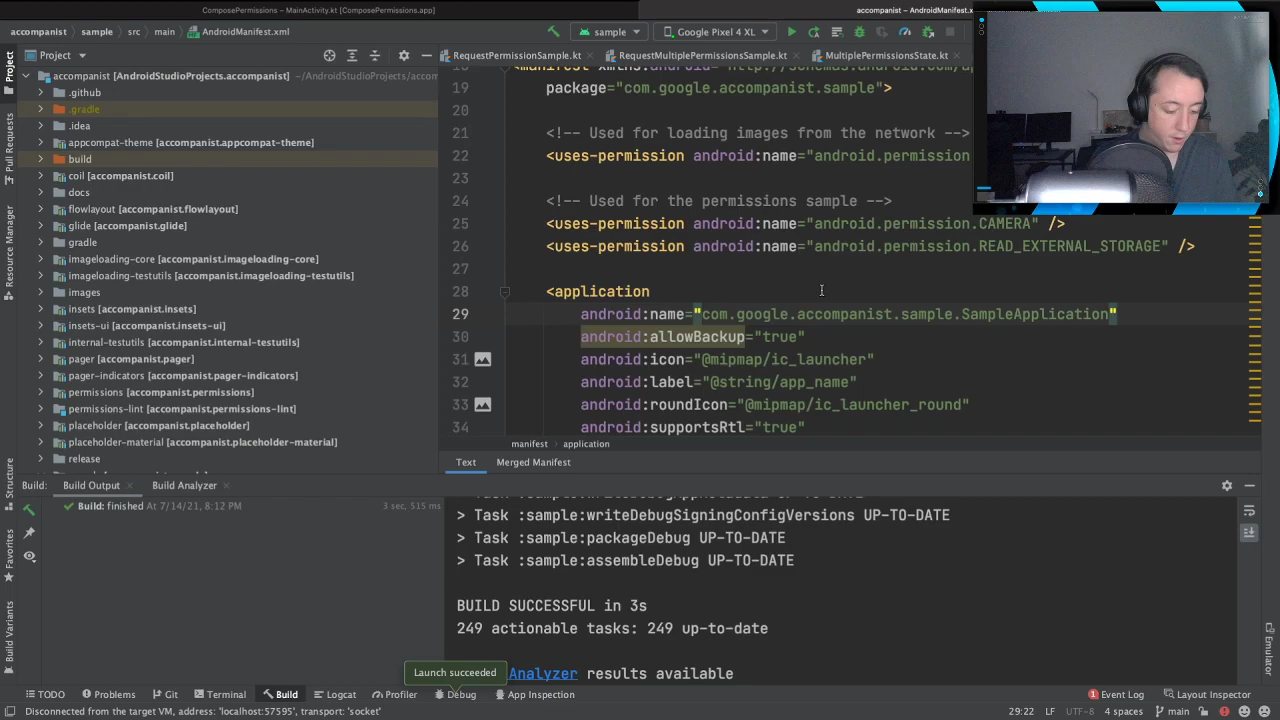 ComposePermissions – MainActivity.kt [ComposePermissions.app]
accompanist – AndroidManifest.xm
accompanist
sample
src
main
AndroidManifest.xml
sample
Google Pixel 4 XL
Project
RequestPermissionSample.kt
RequestMultiplePermissionsSample.kt
MultiplePermissionsState.kt
accompanist [AndroidStudioProjects.accompanist] ~/AndroidStudioProjects/accom
.github
.gradle
.idea
appcompat-theme [accompanist.appcompat-theme]
build
coil [accompanist.coil]
docs
flowlayout [accompanist.flowlayout]
glide [accompanist.glide]
gradle
imageloading-core [accompanist.imageloading-core]
imageloading-testutils [accompanist.imageloading-testutils]
images
insets [accompanist.insets]
insets-ui [accompanist.insets-ui]
internal-testutils [accompanist.internal-testutils]
pager [accompanist.pager]
pager-indicators [accompanist.pager-indicators]
permissions [accompanist.permissions]
permissions-lint [accompanist.permissions-lint]
placeholder [accompanist.placeholder]
placeholder-material [accompanist.placeholder-material]
release
19 package="com.google.accompanist.sample">
20
21 <!-- Used for loading images from the network -->
22 <uses-permission android:name="android.permission
23
24 <!-- Used for the permissions sample -->
25 <uses-permission android:name="android.permission.CAMERA" />
26 <uses-permission android:name="android.permission.READ_EXTERNAL_STORAGE" />
27
28 <application
29 android:name="com.google.accompanist.sample.SampleApplication"
30 android:allowBackup="true"
31 android:icon="@mipmap/ic_launcher"
32 android:label="@string/app_name"
33 android:roundIcon="@mipmap/ic_launcher_round"
34 android:supportsRtl="true"
manifest
application
Text
Merged Manifest
Project
Pull Requests
Resource Manager
Structure
Favorites
Build Variants
Emulator
Build:
Build Output
Build Analyzer
Build: finished At 7/14/21, 8:12 PM
3 sec, 515 ms
> Task :sample:writeDebugSigningConfigVersions UP-TO-DATE
> Task :sample:packageDebug UP-TO-DATE
> Task :sample:assembleDebug UP-TO-DATE
BUILD SUCCESSFUL in 3s
249 actionable tasks: 249 up-to-date
Analyzer results available
Launch succeeded
TODO
Problems
Git
Terminal
Build
Logcat
Profiler
Debug
App Inspection
1 Event Log
Layout Inspector
Disconnected from the target VM, address: 'localhost:57595', transport: 'socket'
29:22
LF
UTF-8
4 spaces
main